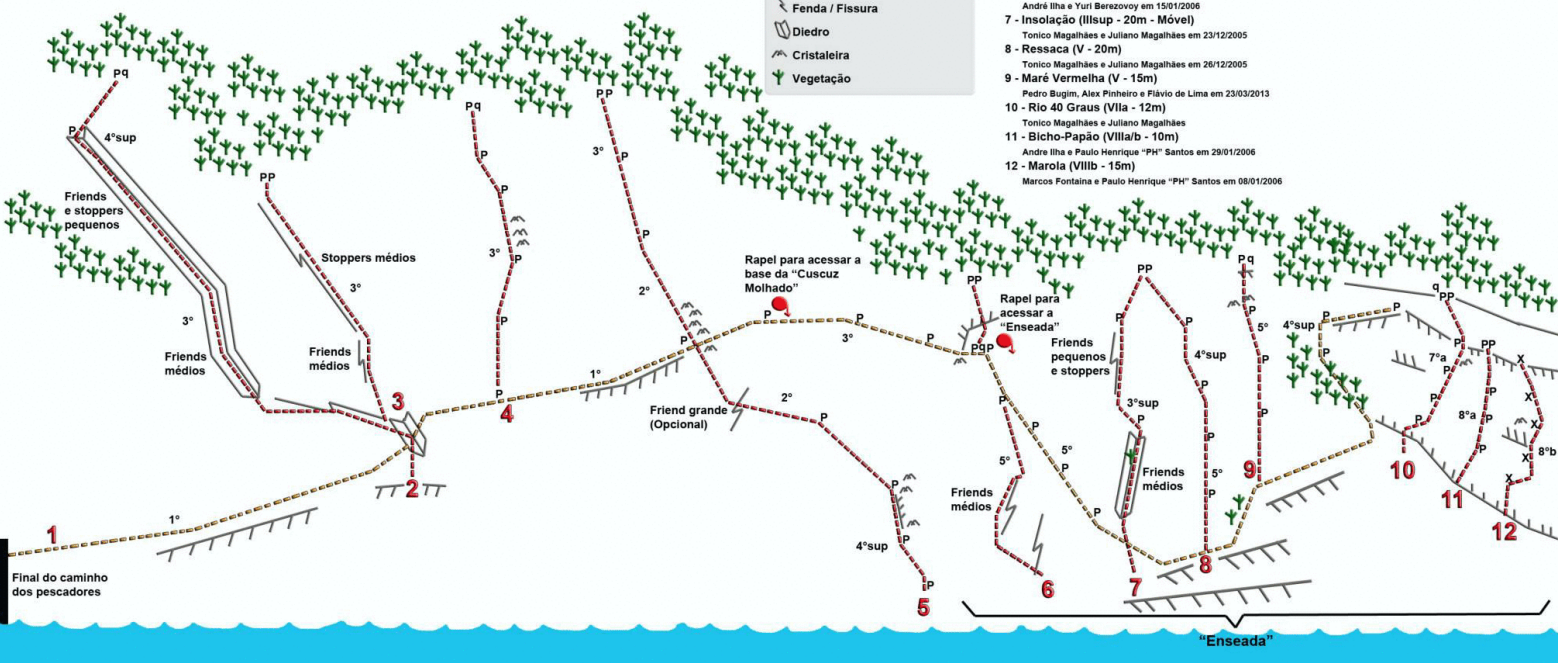 Fenda / Fissura
Diedro
Cristaleira
Vegetação
André Ilha e Yuri Berezovoy em 15/01/2006
7 - Insolação (IIIsup - 20m - Móvel)
Tonico Magalhães e Juliano Magalhães em 23/12/2005
8 - Ressaca (V - 20m)
Tonico Magalhães e Juliano Magalhães em 26/12/2005
9 - Maré Vermelha (V - 15m)
Pedro Bugim, Alex Pinheiro e Flávio de Lima em 23/03/2013
10 - Rio 40 Graus (VIIa - 12m)
Tonico Magalhães e Juliano Magalhães
11 - Bicho-Papão (VIIIa/b - 10m)
Andre Ilha e Paulo Henrique “PH” Santos em 29/01/2006
12 - Marola (VIIIb - 15m)
Marcos Fontaina e Paulo Henrique “PH” Santos em 08/01/2006
Pq
P
4°sup
Friends
e stoppers
pequenos
3°
Friends
médios
PP
Stoppers médios
3°
Friends
médios
3
2
1
1°
Final do caminho
dos pescadores
Pq
P
P
3°
P
P
P
4
1°
PP
3°
P
P
2°
P
Friend grande
(Opcional)
2°
P
P
4°sup
P
P
5
Rapel para acessar a
base da “Cuscuz
Molhado”
P
P
3°
P
PP
Rapel para
acessar a
“Enseada”
PqP
P
5°
Friends
médios
6
P
5°
P
P
PP
P
Friends
pequenos
e stoppers
3°sup
P
Friends
médios
7
P
4°sup
P
P
5°
P
8
Pq
P
5°
P
P
9
4°sup
P
P
P
P
q
PP
P
7°a
P
P
P
10
PP
P
8°a
P
11
X
X
X
8°b
X
X
12
“Enseada”